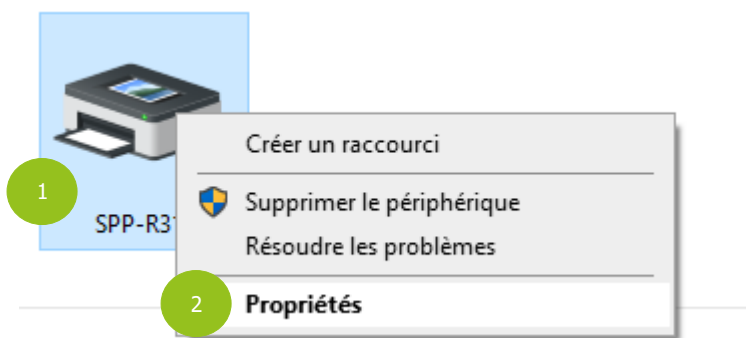 Créer un raccourci
1
Supprimer le périphérique
SPP-R31
Résoudre les problèmes
2
Propriétés